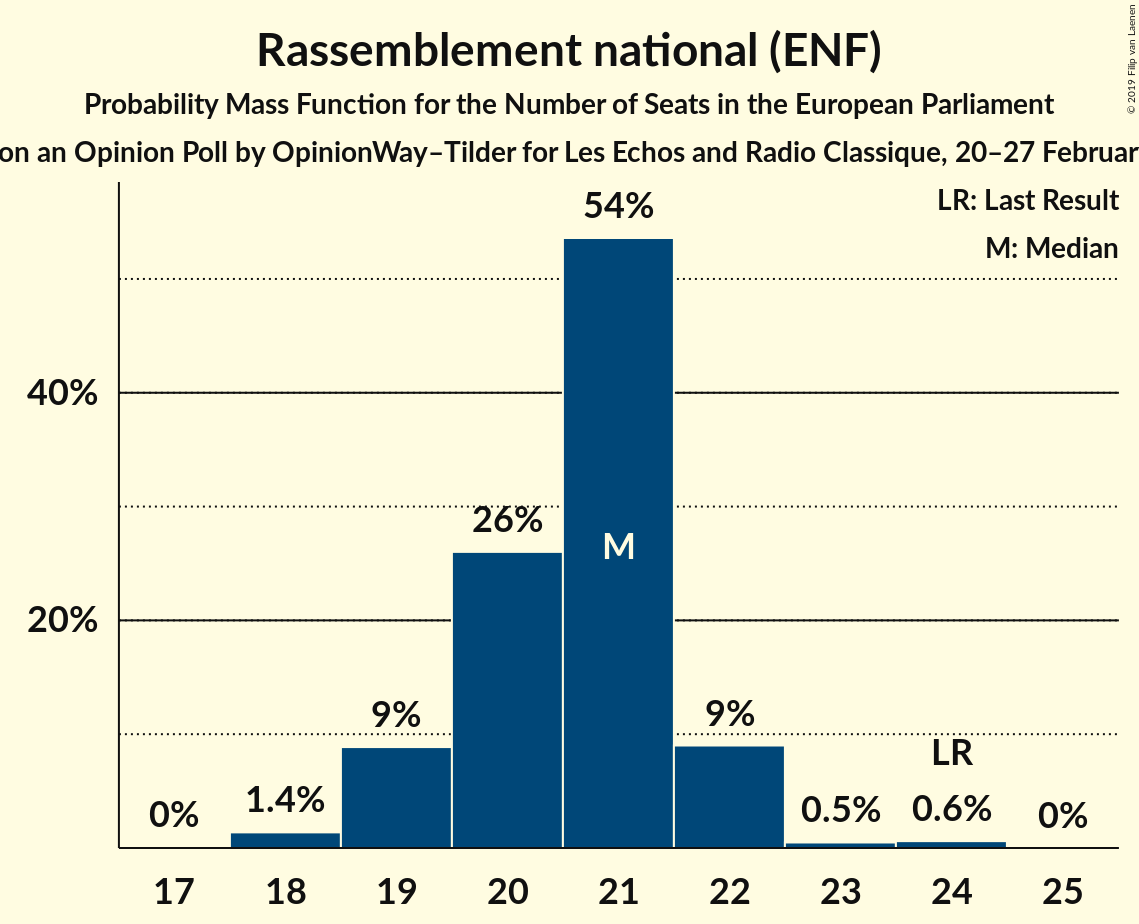 Rassemblement national (ENF)
Probability Mass Function for the Number of Seats in the European Parliament
on an Opinion Poll by OpinionWay–Tilder for Les Echos and Radio Classique, 20–27
© 2019 Filip van Laenen
LR: Last Result
M: Median
54%
40%
26%
M
20%
9%
9%
LR
0%
1.4%
0.5%
0.6%
0%
17 18 19 20 21 22 23 24 25